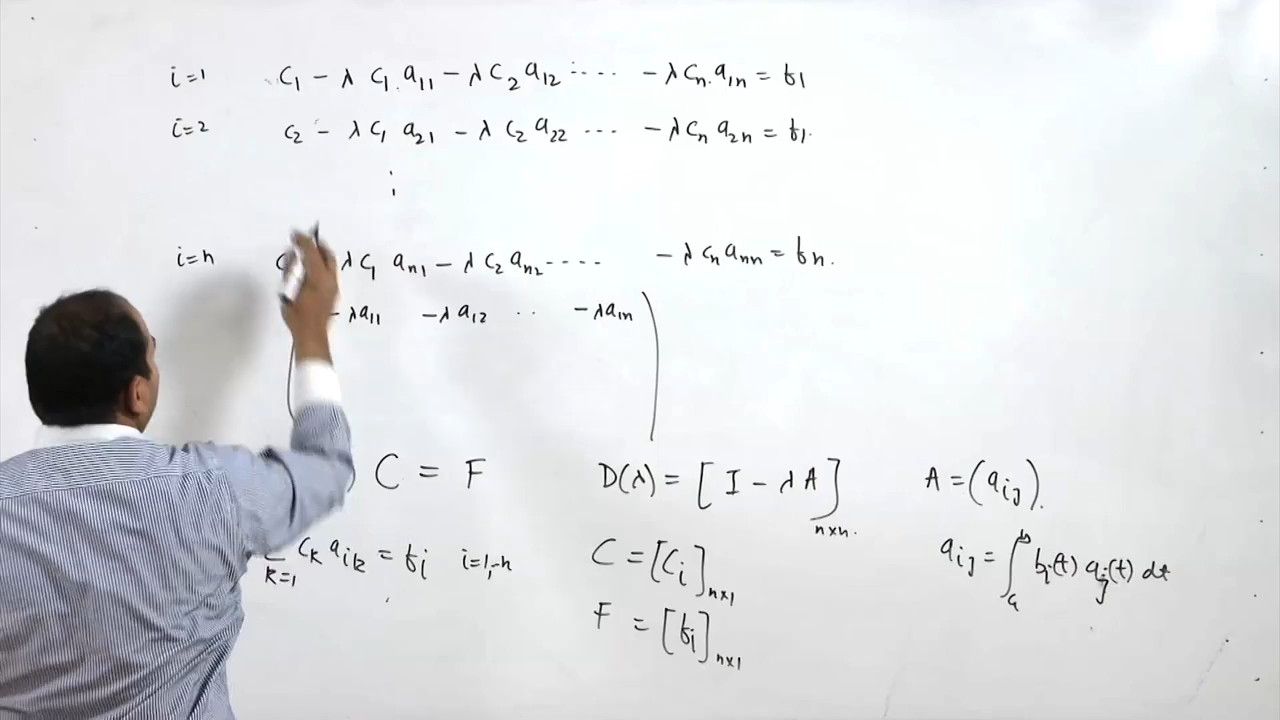 i=1 C₁ - λ C₁ a₁₁ - λ C₂ a₁₂ .... - λ Cₙ a₁ₙ = f₁
i=2 C₂ - λ C₁ a₂₁ - λ C₂ a₂₂ ... - λ Cₙ a₂ₙ = f₁.
⋮
i=n C λ C₁ aₙ₁ - λ C₂ aₙ₂ .... - λ Cₙ aₙₙ = fₙ.
- λ a₁₁ - λ a₁₂ .. - λ a₁ₙ
) C = F D(λ) = [I - λ A]ₙₓₙ. A = (aᵢⱼ).
k=1 Cₖ aᵢₖ = fᵢ i=1,-n C = [Cᵢ]ₙₓ₁ aᵢⱼ = ∫ₐᵇ bᵢ(t) aⱼ(t) dt
F = [fᵢ]ₙₓ₁